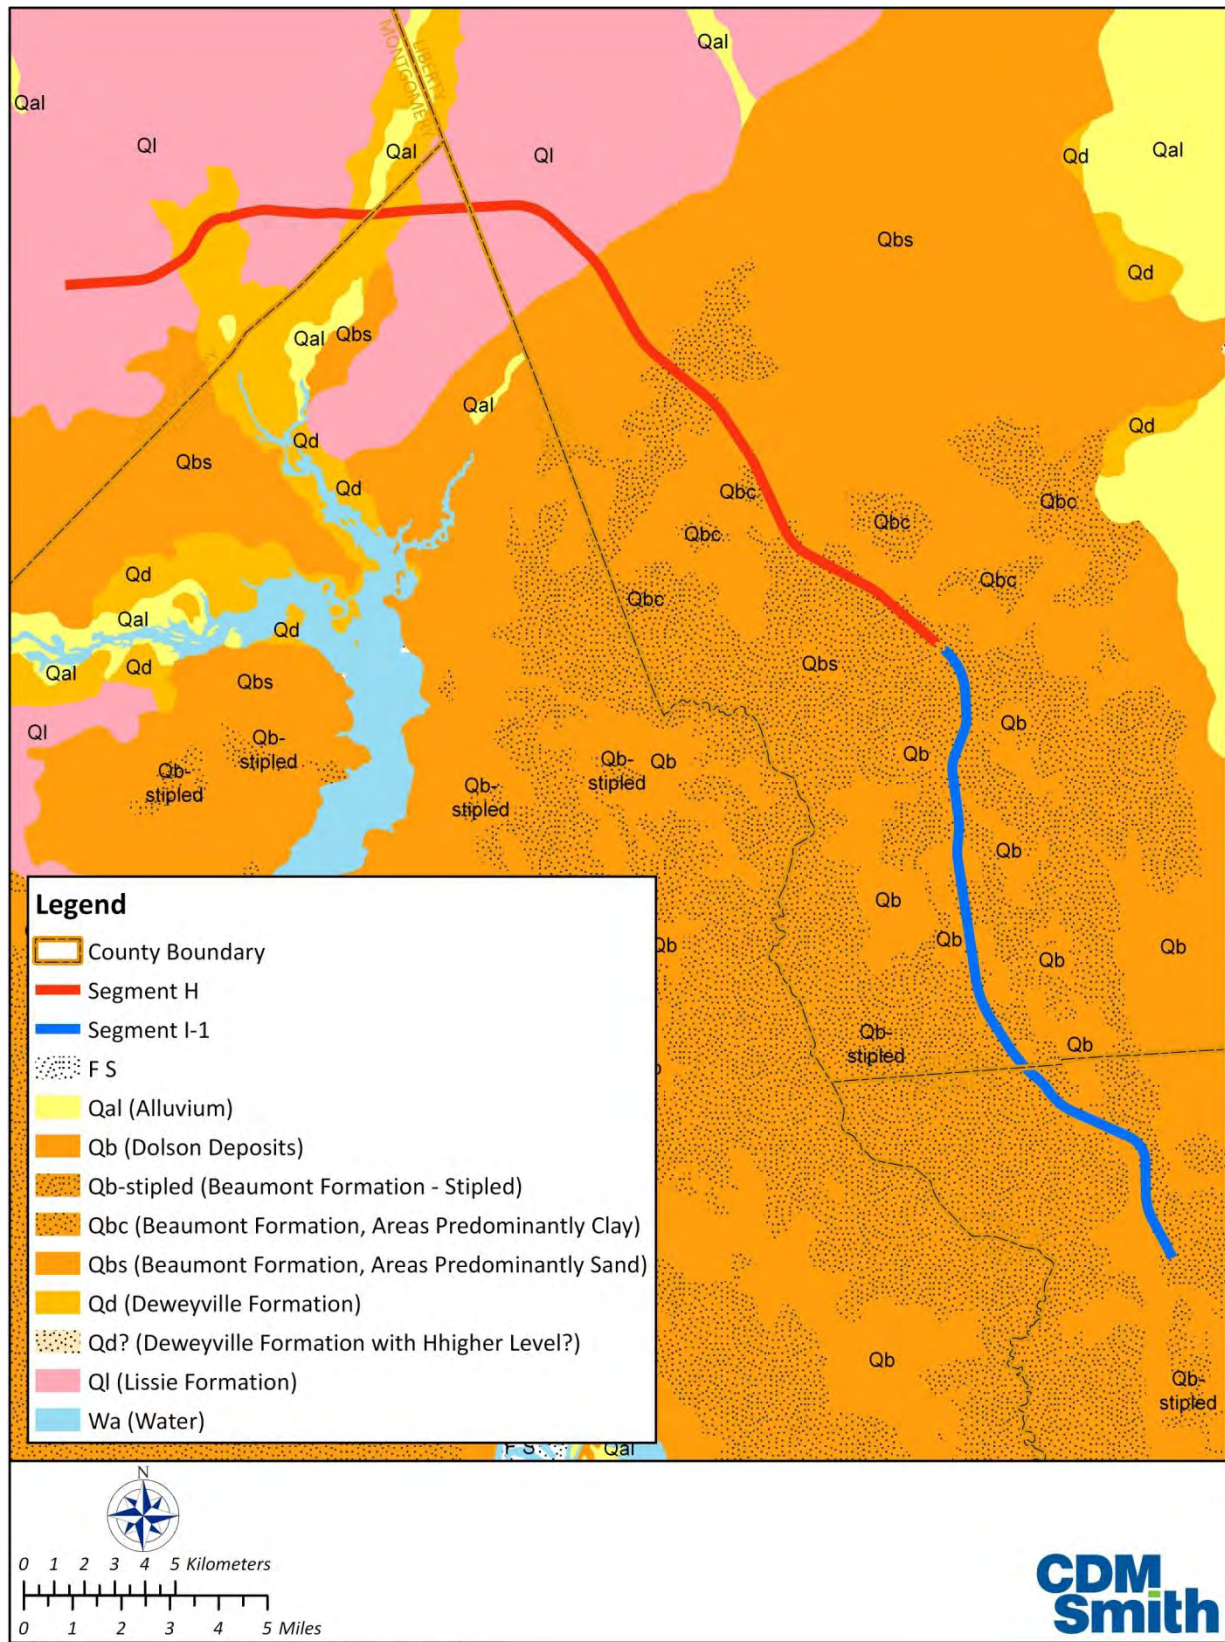 LIBERTY
MONTGOMERY
Qal
Qal
Ql
Qal
Ql
Qd
Qal
Qbs
Qd
Qal
Qbs
Qal
Qd
Qd
Qbs
Qd
Qbc
Qbc
Qbc
Qbc
Qd
Qbc
Qal
Qbc
Qd
Qd
Qal
Qbs
Qbs
Ql
Qb
Qb-
stipled
Qb
Qb-
stipled
Qb-
stipled
Qb
Qb-
stipled
Qb
Qb
Qb
Qb
Qb
Qb
Qb-
stipled
Qb
Qb
Qb-
stipled
F S
Qal
Legend
County Boundary
Segment H
Segment I-1
F S
Qal (Alluvium)
Qb (Dolson Deposits)
Qb-stipled (Beaumont Formation - Stipled)
Qbc (Beaumont Formation, Areas Predominantly Clay)
Qbs (Beaumont Formation, Areas Predominantly Sand)
Qd (Deweyville Formation)
Qd? (Deweyville Formation with Hhigher Level?)
Ql (Lissie Formation)
Wa (Water)
N
0 1 2 3 4 5 Kilometers
0 1 2 3 4 5 Miles
CDM
Smith